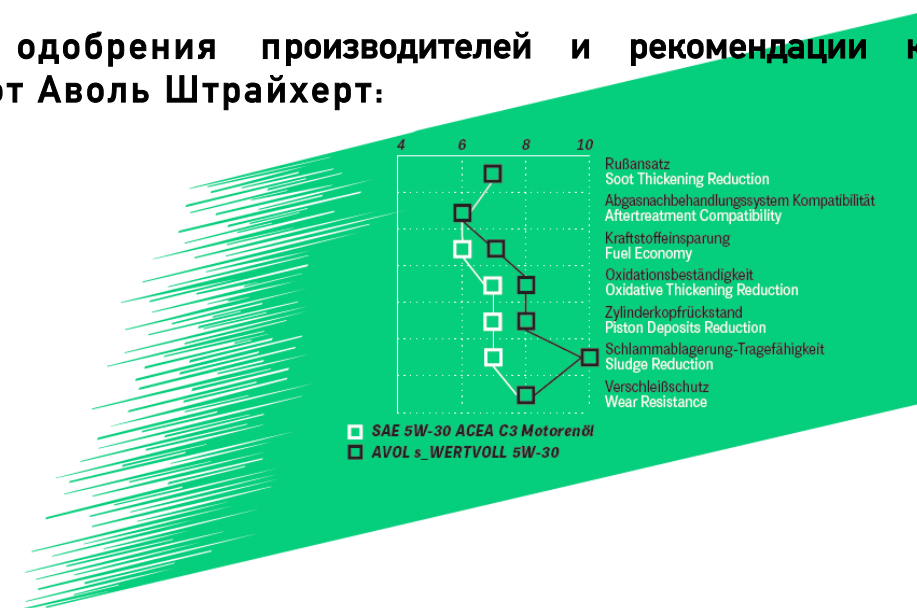 одобрения производителей и рекомендации к
от Аволь Штрайхерт:
4 6 8 10
Rußansatz
Soot Thickening Reduction
Abgasnachbehandlungssystem Kompatibilität
Aftertreatment Compatibility
Kraftstoffeinsparung
Fuel Economy
Oxidationsbeständigkeit
Oxidative Thickening Reduction
Zylinderkopfrückstand
Piston Deposits Reduction
Schlammablagerung-Tragefähigkeit
Sludge Reduction
Verschleißschutz
Wear Resistance
SAE 5W-30 ACEA C3 Motorenöl
AVOL s_WERTVOLL 5W-30